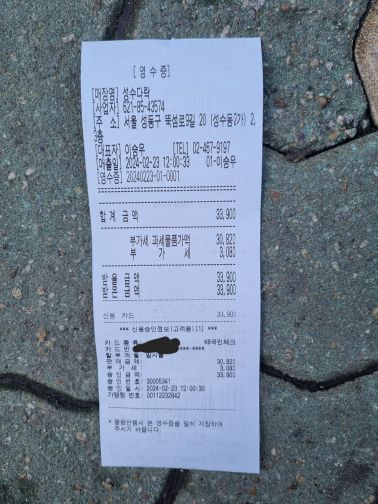 [ 영수증 ]
[매장명] 성수다락
[사업자] 621-85-43574
[주 소] 서울 성동구 뚝섬로9길 20 (성수동2가) 2,
3층
[대표자] 이승우 [TEL] 02-467-9197
[매출일] 2024-02-23 12:00:33 01-이승우
[영수증] 20240223-01-0001
합계 금액 33,900
부가세 과세물품가액 30,820
부 가 세 3,080
받을 금액 33,900
받은 금액 33,900
신용 카드 33,900
*** 신용승인정보(고객용) [1] ***
카드종류: KB국민체크
카드번 ****-****
할부개월: 일시불
판매금액: 30,820
부 가 세: 3,080
승인금액: 33,900
승인번호: 30005341
승인일시: 2024-02-23 12:00:30
가맹점 번호: 00112232842
* 물품반품시 본 영수증을 필히 지참하여
주시기 바랍니다.